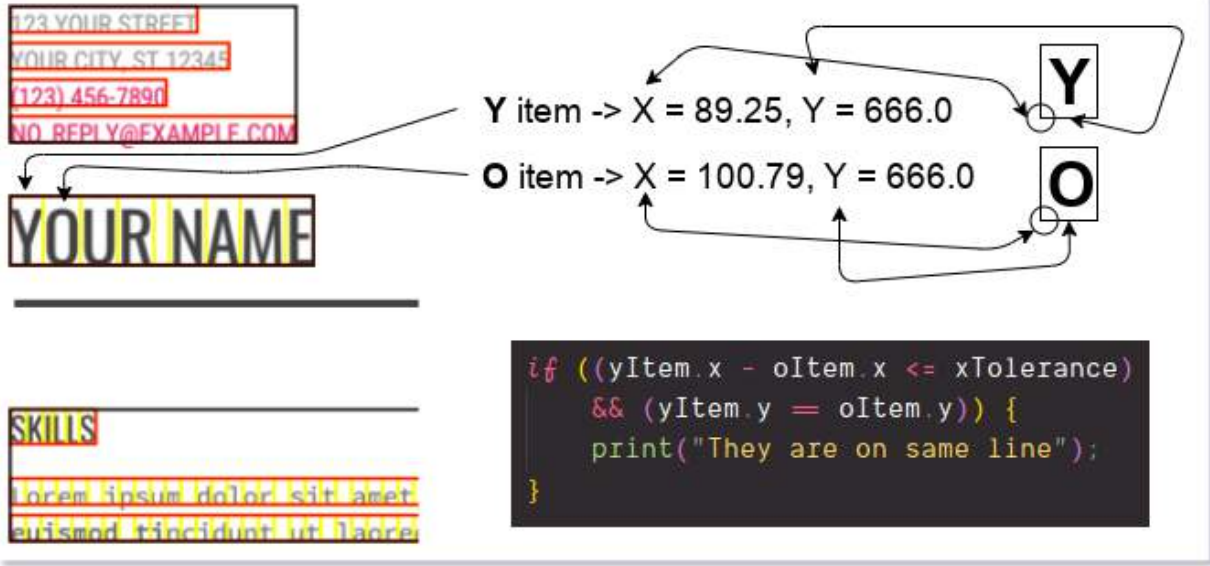 123 YOUR STREET
YOUR CITY, ST 12345
(123) 456-7890
NO_REPLY@EXAMPLE.COM
YOUR NAME
SKILLS
Lorem ipsum dolor sit amet
euismod tincidunt ut laore
Y item -> X = 89.25, Y = 666.0
O item -> X = 100.79, Y = 666.0
Y
O
if ((yItem.x - oItem.x <= xTolerance)
&& (yItem.y == oItem.y)) {
print("They are on same line");
}